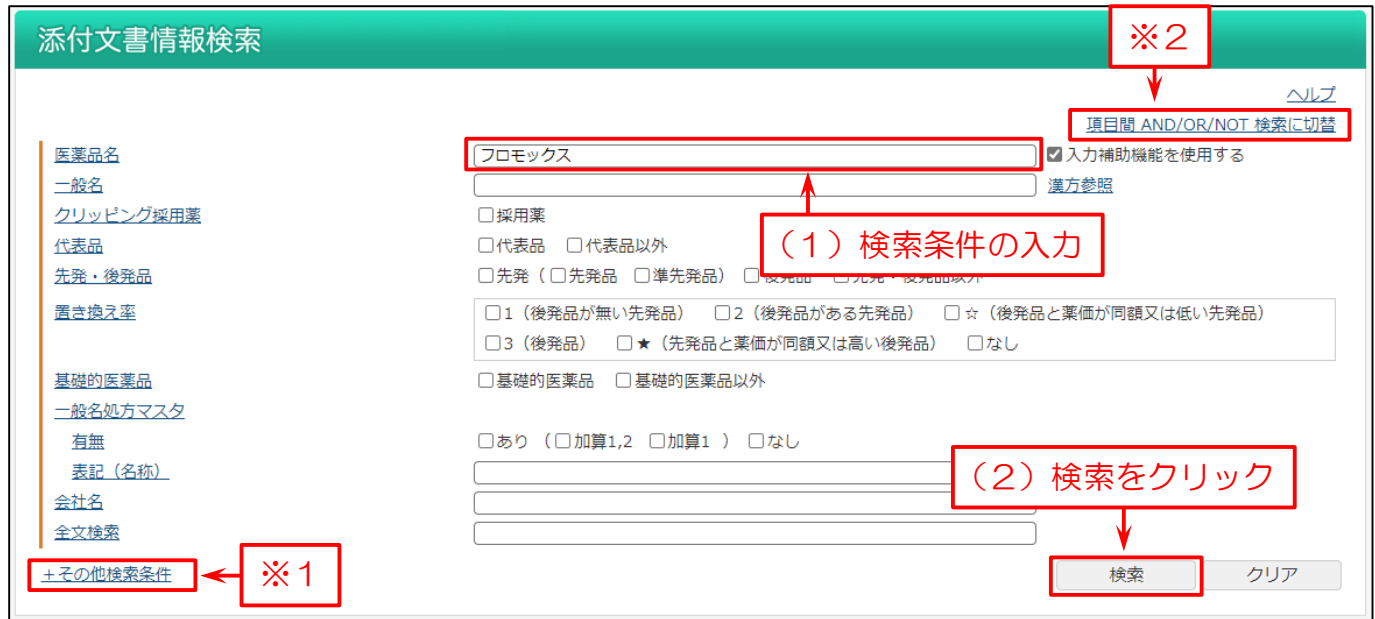 添付文書情報検索
※2
ヘルプ
項目間 AND/OR/NOT 検索に切替
医薬品名 フロモックス 入力補助機能を使用する
一般名 漢方参照
クリッピング採用薬 採用薬
(1)検索条件の入力
代表品 代表品 代表品以外
先発・後発品 先発(先発品 準先発品) 後発品 先発・後発品以外
置き換え率 1(後発品が無い先発品) 2(後発品がある先発品) ☆(後発品と薬価が同額又は低い先発品)
3(後発品) ★(先発品と薬価が同額又は高い後発品) なし
基礎的医薬品 基礎的医薬品 基礎的医薬品以外
一般名処方マスタ
有無 あり (加算1,2 加算1 ) なし
表記(名称)
(2)検索をクリック
会社名
全文検索
+その他検索条件 ※1 検索 クリア